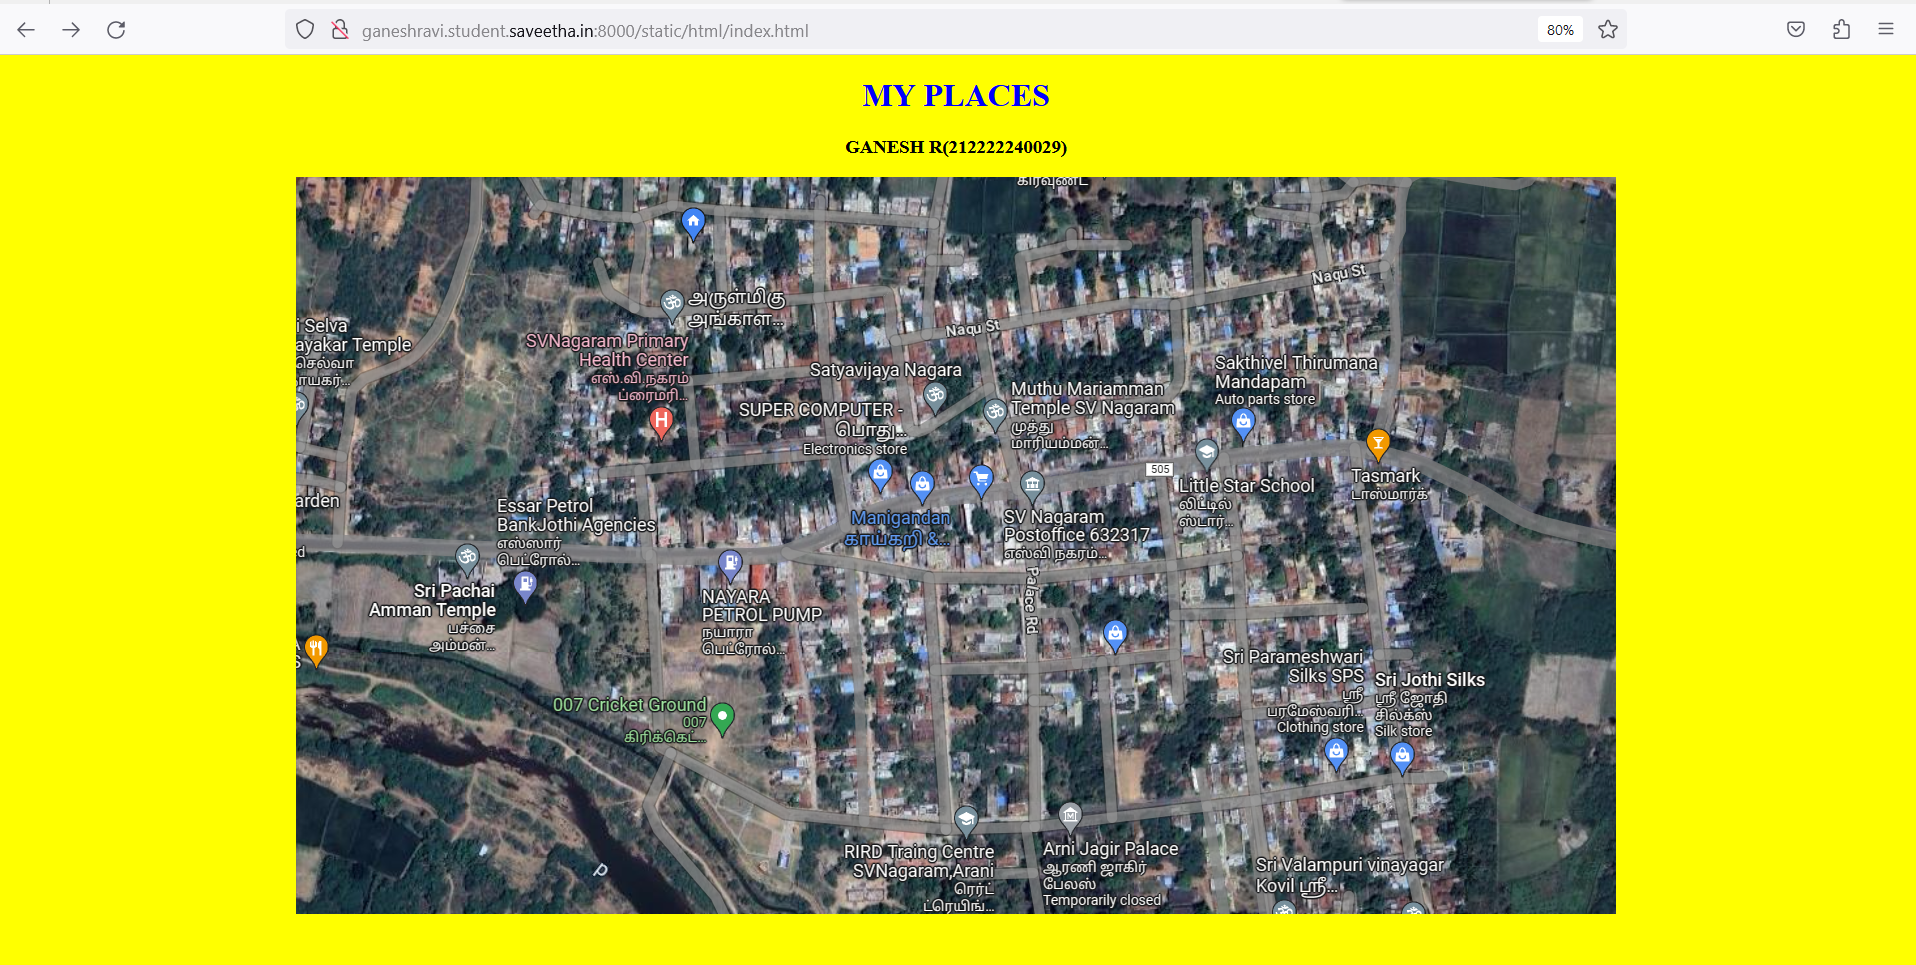 ganeshravi.student.saveetha.in:8000/static/html/index.html
80%
MY PLACES
GANESH R(212222240029)
Naqu St
அருள்மிகு
அங்காள...
i Selva
ayakar Temple
செல்வா
ாயகர்...
SVNagaram Primary
Health Center
எஸ்.வி நகரம்
ப்ரைமரி...
Naqu St
Satyavijaya Nagara
Sakthivel Thirumana
Mandapam
Auto parts store
Muthu Mariamman
Temple SV Nagaram
முத்து
மாரியம்மன்...
SUPER COMPUTER -
பொது...
Electronics store
505
Tasmark
டாஸ்மார்க்
Little Star School
லிட்டில்
ஸ்டார்...
arden
Essar Petrol
BankJothi Agencies
எஸ்ஸார்
பெட்ரோல்...
Manigandan
காய்கறி &...
SV Nagaram
Postoffice 632317
எஸ்வி நகரம்...
ed
Sri Pachai
Amman Temple
பச்சை
அம்மன்...
NAYARA
PETROL PUMP
நயாரா
பெட்ரோல்...
Palace Rd
A
S
Sri Parameshwari
Silks SPS
ஸ்ரீ
பரமேஸ்வரி...
Clothing store
Sri Jothi Silks
ஸ்ரீ ஜோதி
சில்க்ஸ்
Silk store
007 Cricket Ground
007
கிரிக்கெட்...
RIRD Traing Centre
SVNagaram,Arani
ரெர்ட்
ட்ரெயிங்...
Arni Jagir Palace
ஆரணி ஜாகிர்
பேலஸ்
Temporarily closed
Sri Valampuri vinayagar
Kovil ஸ்ரீ...